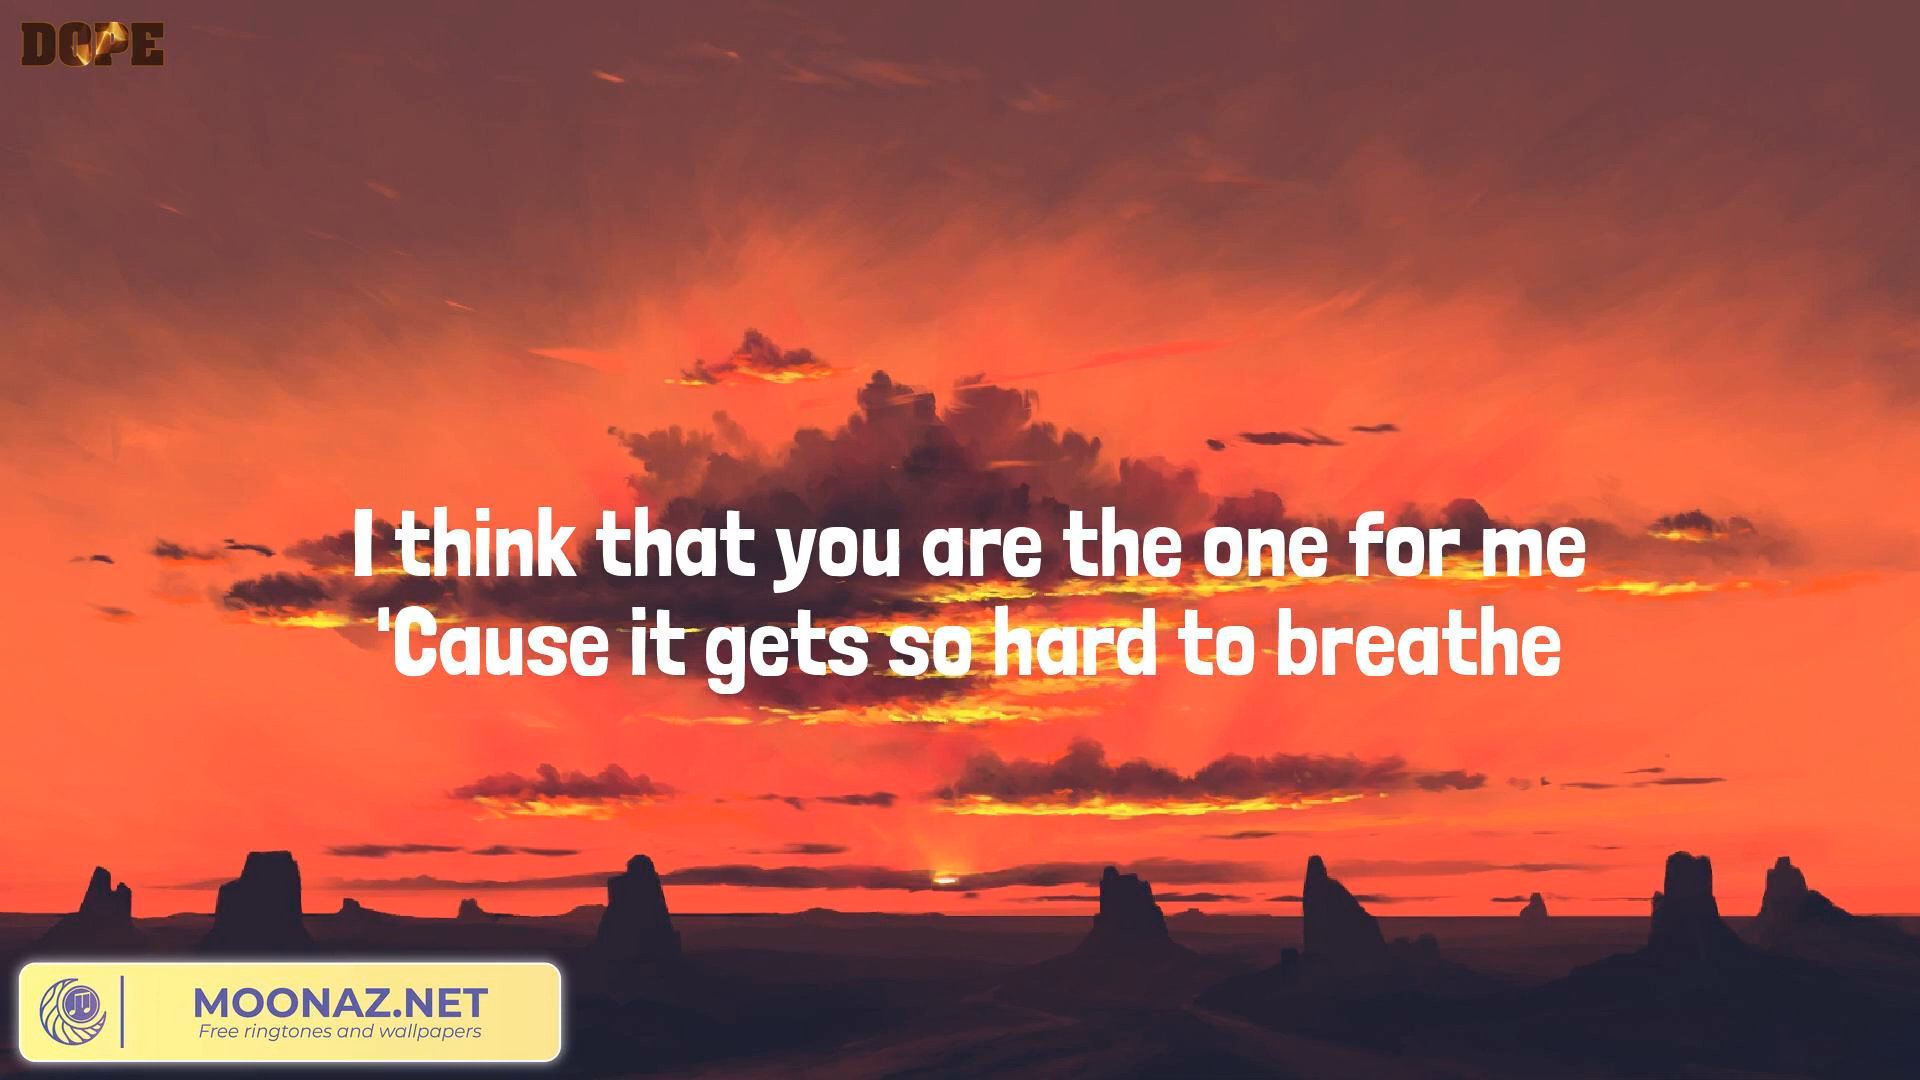 DOPE
I think that you are the one for me
'Cause it gets so hard to breathe
MOONAZ.NET
Free ringtones and wallpapers